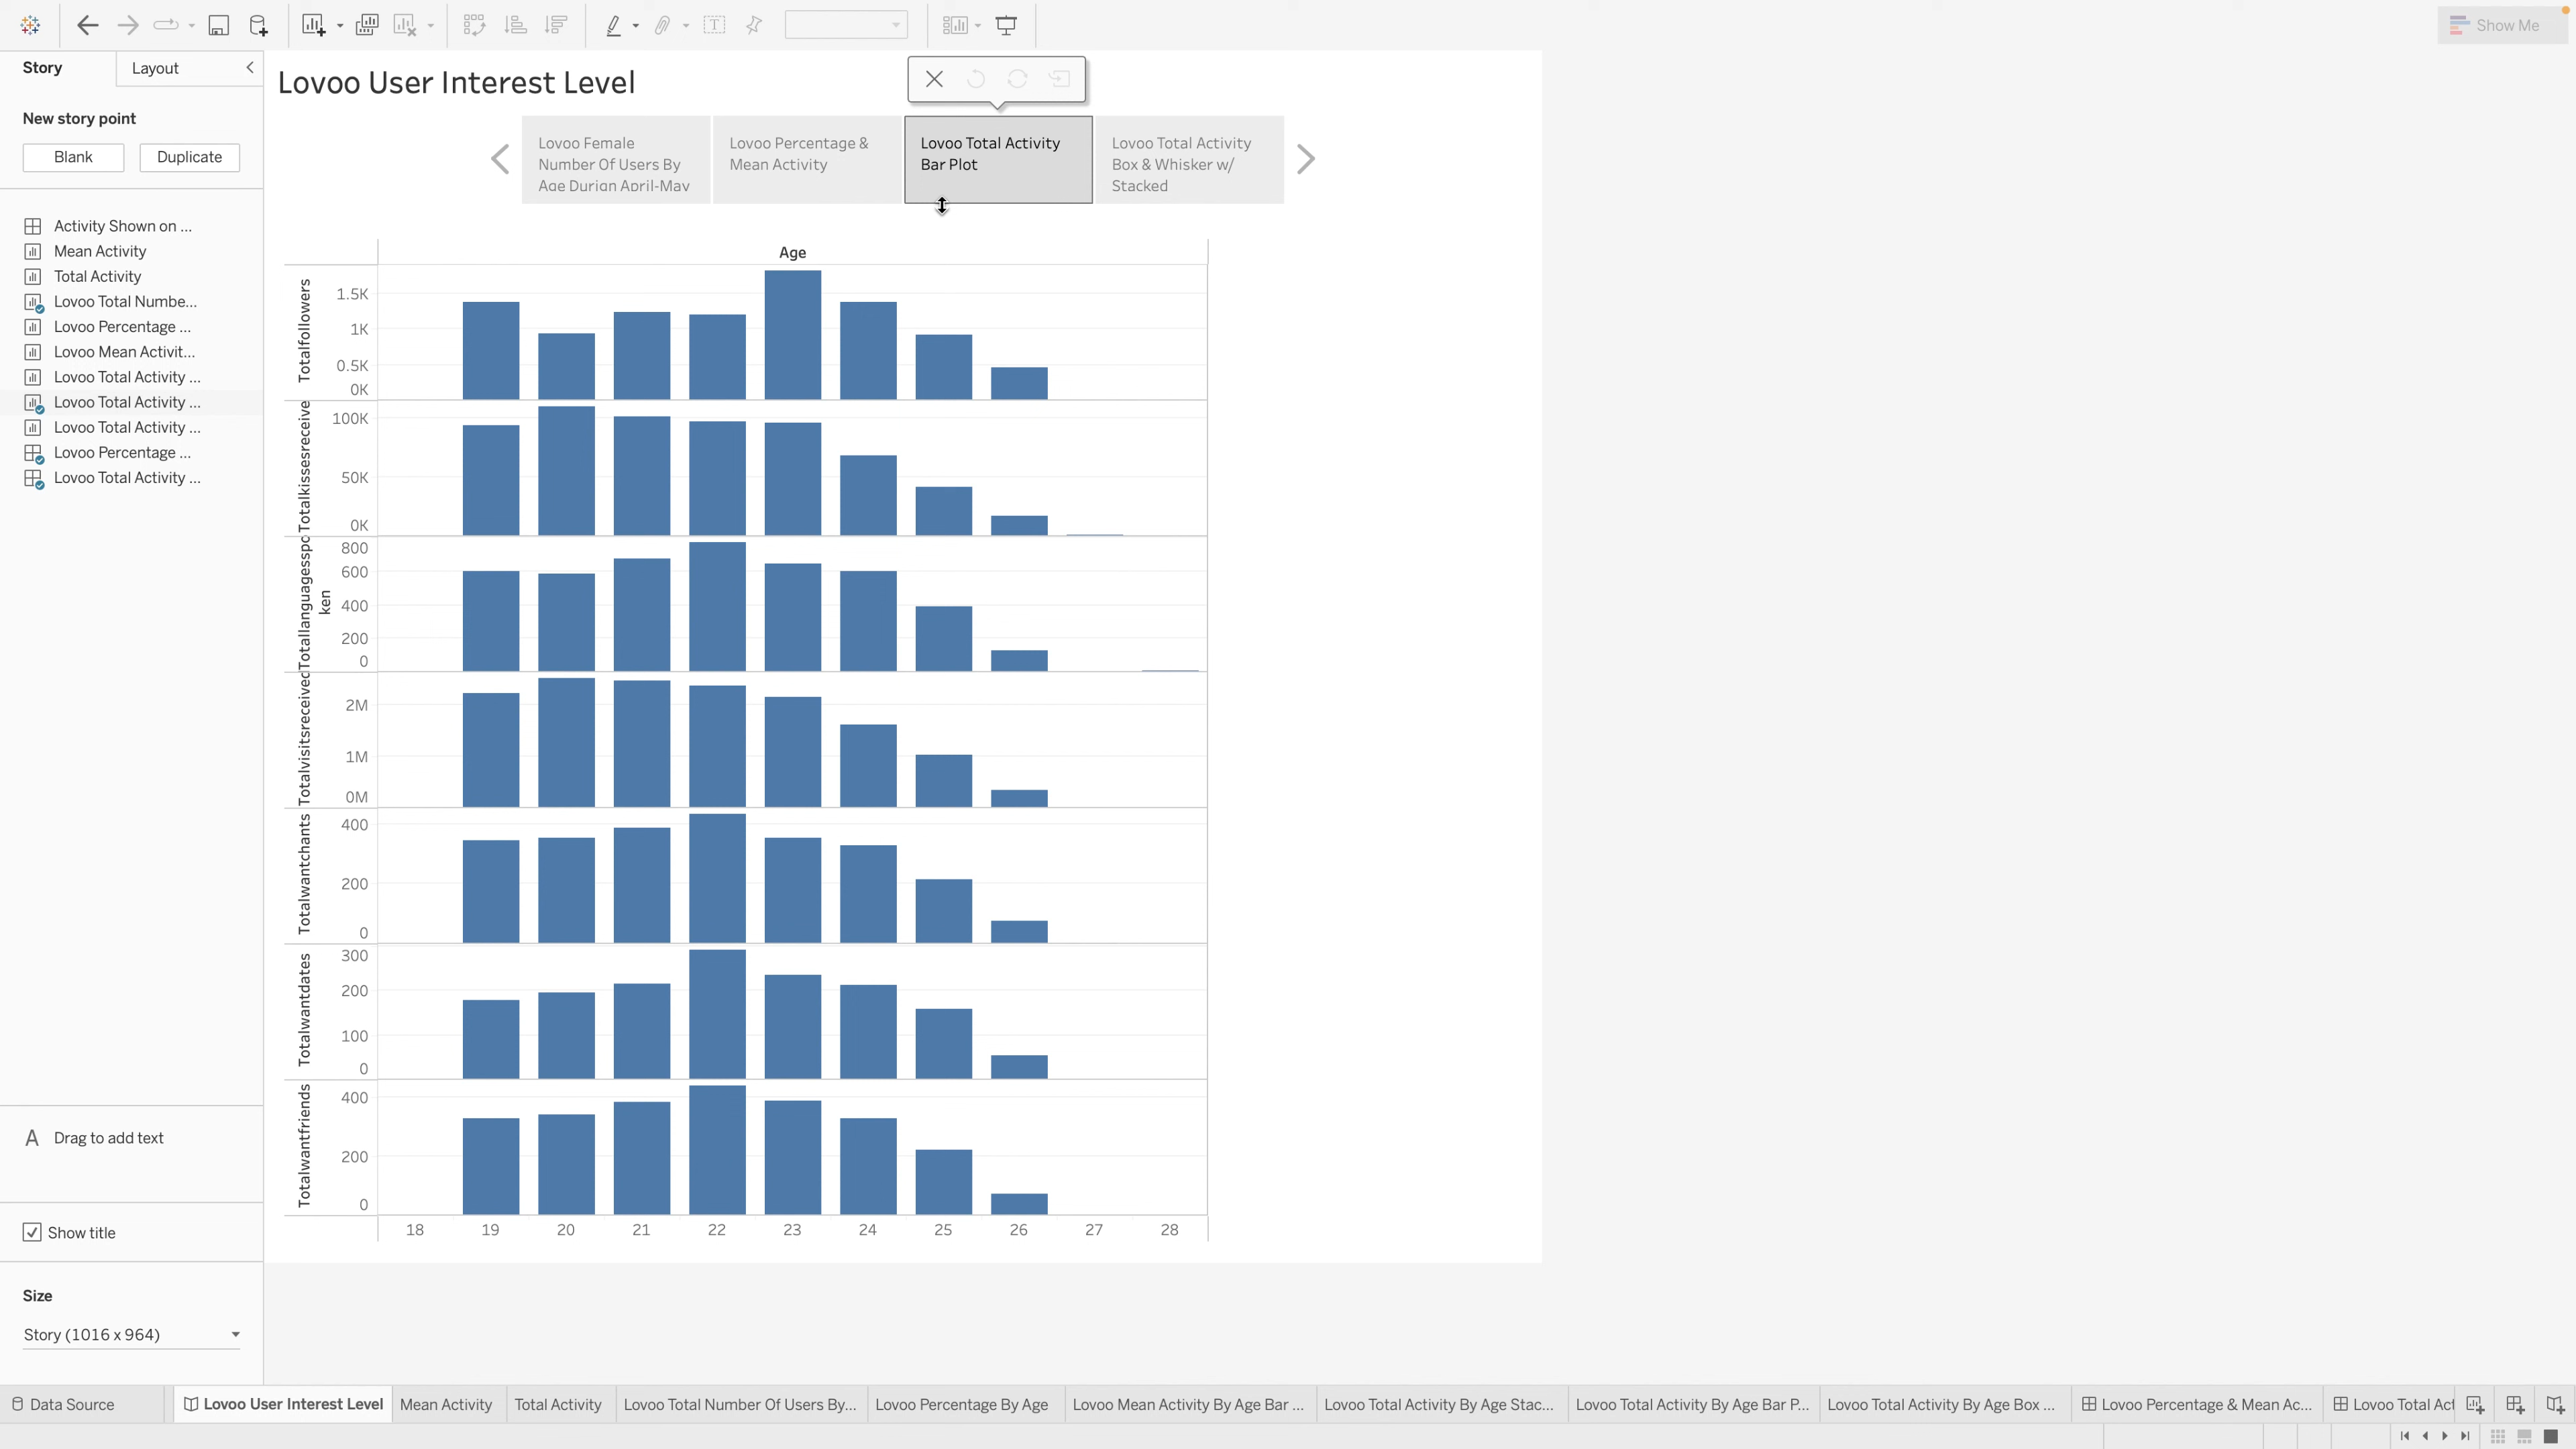 Show Me
Story
Layout
New story point
Blank
Duplicate
Activity Shown on ...
Mean Activity
Total Activity
Lovoo Total Numbe...
Lovoo Percentage ...
Lovoo Mean Activit...
Lovoo Total Activity ...
Lovoo Total Activity ...
Lovoo Total Activity ...
Lovoo Percentage ...
Lovoo Total Activity ...
A Drag to add text
Show title
Size
Story (1016 x 964)
Lovoo User Interest Level
Lovoo Female
Number Of Users By
Age Durian April-May
Lovoo Percentage &
Mean Activity
Lovoo Total Activity
Bar Plot
Lovoo Total Activity
Box & Whisker w/
Stacked
Age
Totalfollowers
1.5K
1K
0.5K
0K
Totalkissesreceive
100K
50K
0K
Totallanguagesspo
ken
800
600
400
200
0
Totalvisitsreceived
2M
1M
0M
Totalwantchants
400
200
0
Totalwantdates
300
200
100
0
Totalwantfriends
400
200
0
18 19 20 21 22 23 24 25 26 27 28
Data Source
Lovoo User Interest Level
Mean Activity
Total Activity
Lovoo Total Number Of Users By...
Lovoo Percentage By Age
Lovoo Mean Activity By Age Bar ...
Lovoo Total Activity By Age Stac...
Lovoo Total Activity By Age Bar P...
Lovoo Total Activity By Age Box ...
Lovoo Percentage & Mean Ac...
Lovoo Total Act